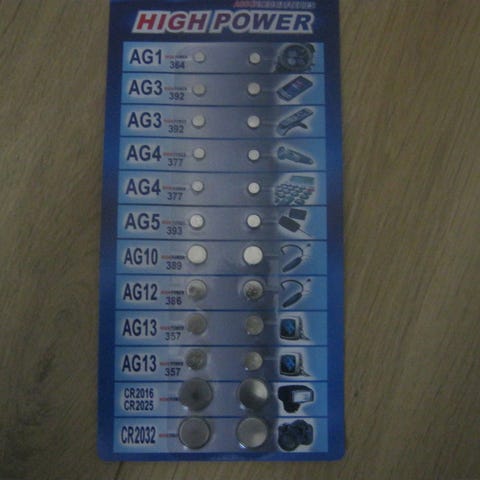 HIGH POWER
AG1
364
AG3
392
AG3
392
AG4
377
AG4
377
AG5
393
AG10
389
AG12
386
AG13
357
AG13
357
CR2016
CR2025
CR2032